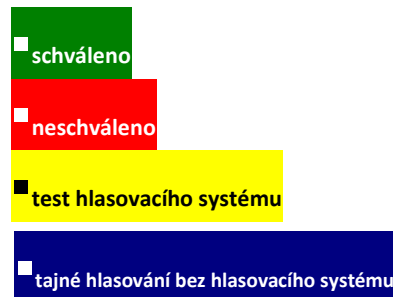 schváleno
neschváleno
test hlasovacího systému
tajné hlasování bez hlasovacího systému